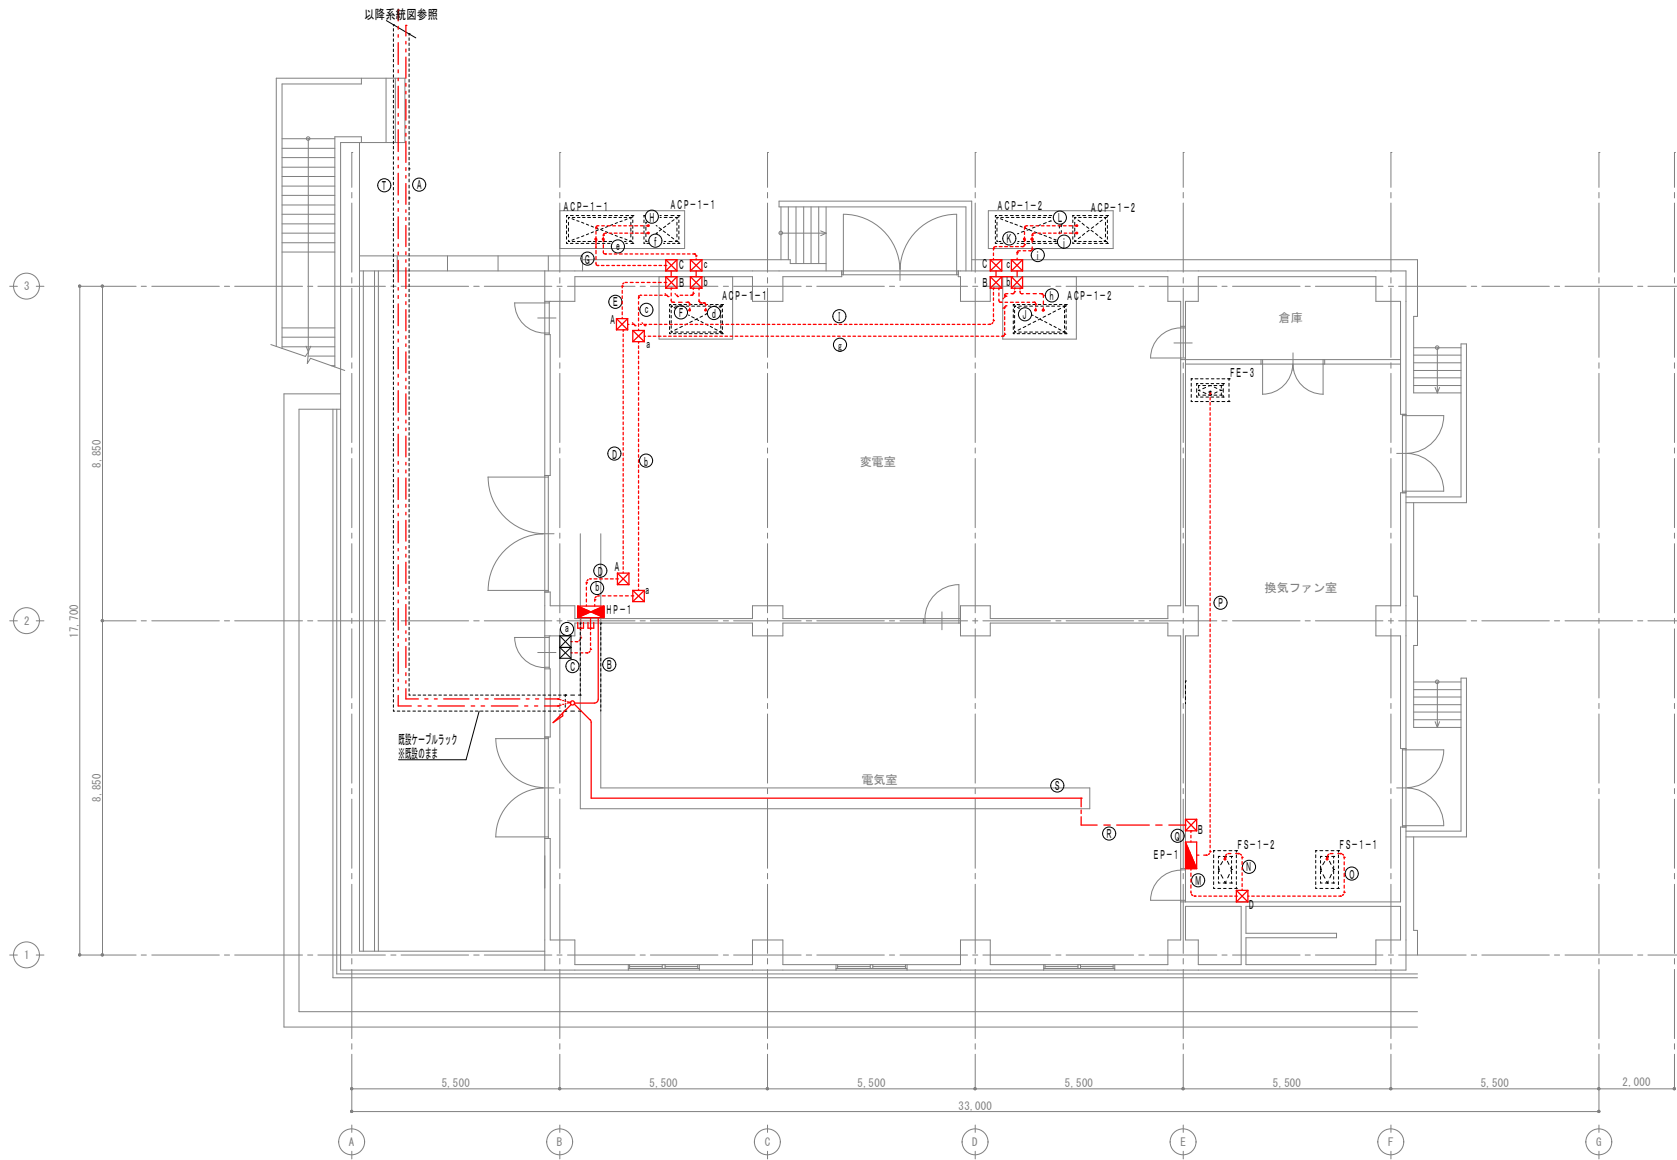 以降系統図参照
T
A
ACP-1-1
ACP-1-1
H
f
e
G
C
c
B
b
ACP-1-2
ACP-1-2
L
K
j
i
C
c
B
b
3
E
c
ACP-1-1
F
d
A
a
h
ACP-1-2
J
I
g
倉庫
FE-3
8,850
D
b
変電室
17,700
A
D
b
a
換気ファン室
P
2
HP-1
a
C
B
既設ケーブルラック
※既設のまま
8,850
電気室
S
R
Q
B
EP-1
FS-1-2
FS-1-1
M
N
O
D
1
5,500
5,500
5,500
5,500
5,500
5,500
2,000
33,000
A
B
C
D
E
F
G